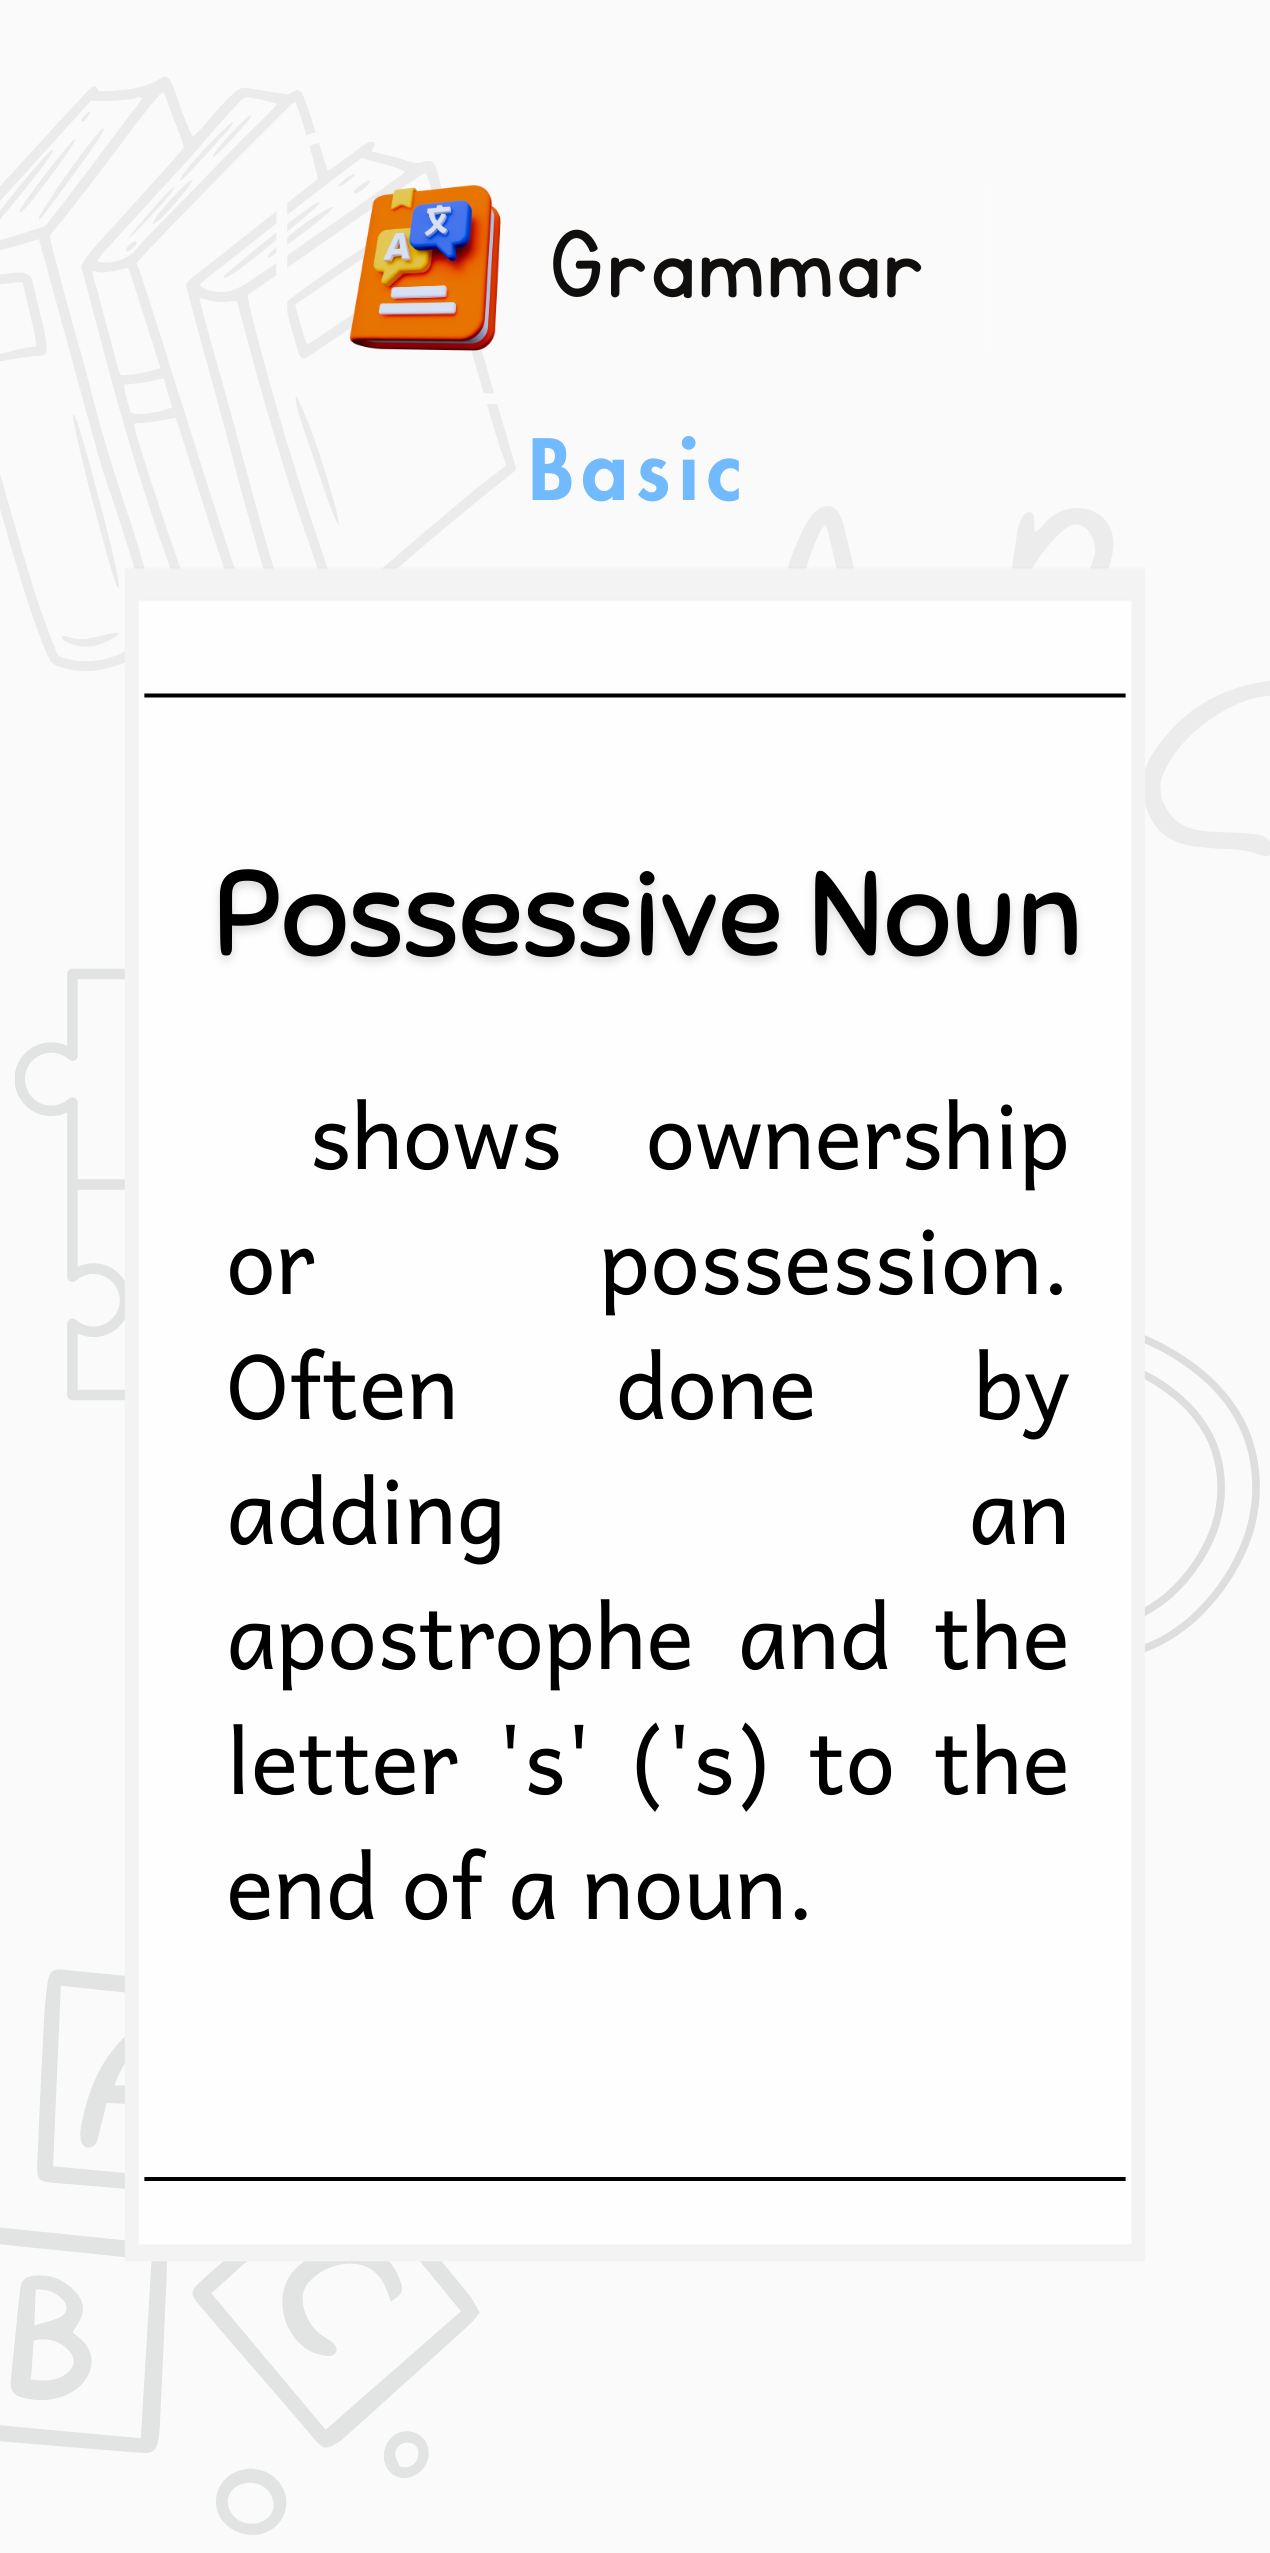 Grammar
Basic
Possessive Noun
shows ownership
or possession.
Often done by
adding an
apostrophe and the
letter 's' ('s) to the
end of a noun.
A
文
A
B
C